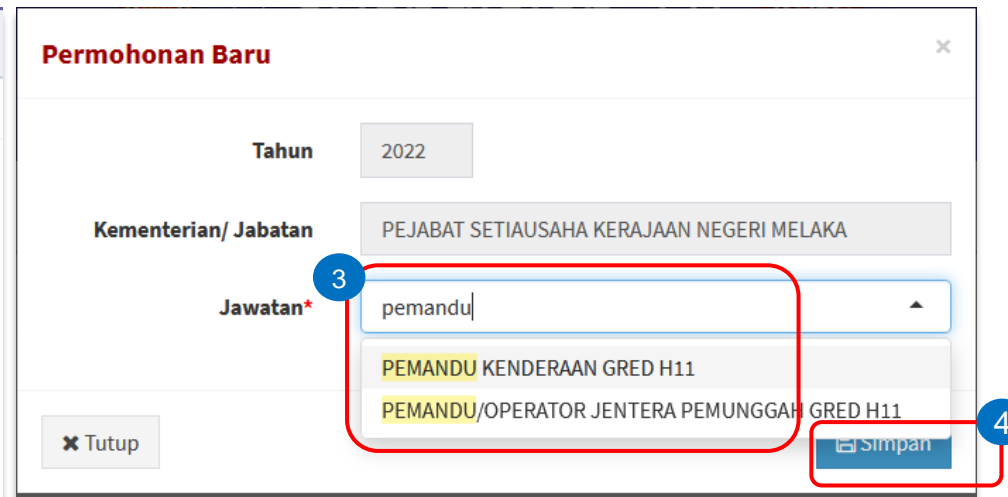 Permohonan Baru ×
Tahun 2022
Kementerian/ Jabatan PEJABAT SETIAUSAHA KERAJAAN NEGERI MELAKA
3
Jawatan* pemandu
PEMANDU KENDERAAN GRED H11
PEMANDU/OPERATOR JENTERA PEMUNGGAH GRED H11
4
✖ Tutup Simpan